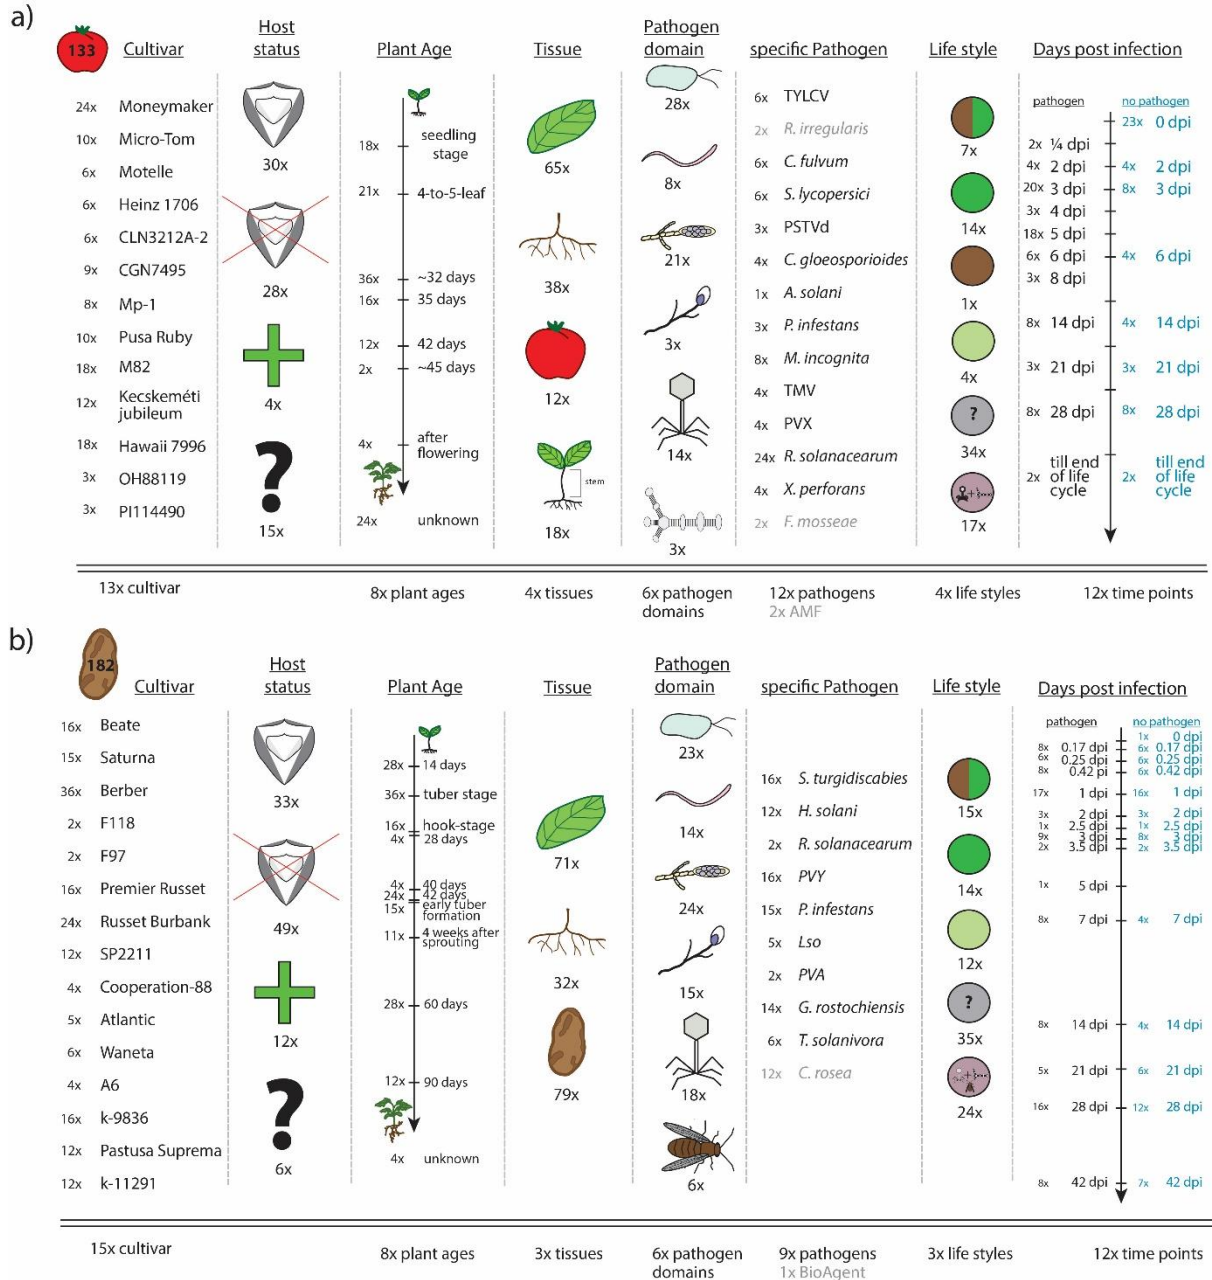 a)
133
Cultivar
Host
status
Plant Age
Tissue
Pathogen
domain
specific Pathogen
Life style
Days post infection
24x Moneymaker
10x Micro-Tom
6x Motelle
6x Heinz 1706
6x CLN3212A-2
9x CGN7495
8x Mp-1
10x Pusa Ruby
18x M82
12x Kecskeméti
jubileum
18x Hawaii 7996
3x OH88119
3x PI114490
30x
28x
4x
?
15x
18x seedling
stage
21x 4-to-5-leaf
36x ~32 days
16x 35 days
12x 42 days
2x ~45 days
4x after
flowering
24x unknown
65x
38x
12x
stem
18x
28x
8x
21x
3x
14x
3x
6x TYLCV
2x R. irregularis
6x C. fulvum
6x S. lycopersici
3x PSTVd
4x C. gloeosporioides
1x A. solani
3x P. infestans
8x M. incognita
4x TMV
4x PVX
24x R. solanacearum
4x X. perforans
2x F. mosseae
7x
14x
1x
4x
?
34x
+
17x
pathogen
no pathogen
23x 0 dpi
2x ¼ dpi
4x 2 dpi 4x 2 dpi
20x 3 dpi 8x 3 dpi
3x 4 dpi
18x 5 dpi
6x 6 dpi 4x 6 dpi
3x 8 dpi
8x 14 dpi 4x 14 dpi
3x 21 dpi 3x 21 dpi
8x 28 dpi 8x 28 dpi
2x till end
of life
cycle
2x till end
of life
cycle
13x cultivar
8x plant ages
4x tissues
6x pathogen
domains
12x pathogens
2x AMF
4x life styles
12x time points
b)
182
Cultivar
Host
status
Plant Age
Tissue
Pathogen
domain
specific Pathogen
Life style
Days post infection
16x Beate
15x Saturna
36x Berber
2x F118
2x F97
16x Premier Russet
24x Russet Burbank
12x SP2211
4x Cooperation-88
5x Atlantic
6x Waneta
4x A6
16x k-9836
12x Pastusa Suprema
12x k-11291
33x
49x
12x
?
6x
28x 14 days
36x tuber stage
16x hook-stage
4x 28 days
4x 40 days
24x 42 days
15x early tuber
formation
11x 4 weeks after
sprouting
28x 60 days
12x 90 days
4x unknown
71x
32x
79x
23x
14x
24x
15x
18x
6x
16x S. turgidiscabies
12x H. solani
2x R. solanacearum
16x PVY
15x P. infestans
5x Lso
2x PVA
14x G. rostochiensis
6x T. solanivora
12x C. rosea
15x
14x
12x
?
35x
+
24x
pathogen
no pathogen
1x 0 dpi
8x 0.17 dpi 6x 0.17 dpi
6x 0.25 dpi 6x 0.25 dpi
8x 0.42 pi 6x 0.42 dpi
17x 1 dpi 16x 1 dpi
3x 2 dpi 3x 2 dpi
1x 2.5 dpi 1x 2.5 dpi
9x 3 dpi 8x 3 dpi
2x 3.5 dpi 2x 3.5 dpi
1x 5 dpi
8x 7 dpi 4x 7 dpi
8x 14 dpi 4x 14 dpi
5x 21 dpi 6x 21 dpi
16x 28 dpi 12x 28 dpi
8x 42 dpi 7x 42 dpi
15x cultivar
8x plant ages
3x tissues
6x pathogen
domains
9x pathogens
1x BioAgent
3x life styles
12x time points